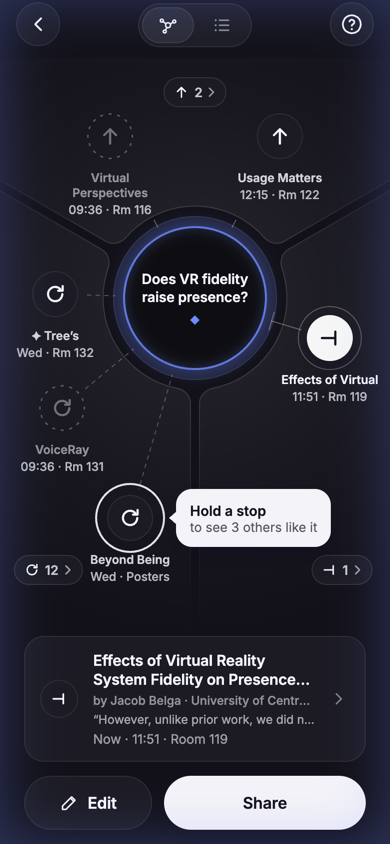 2
Virtual
Perspectives
09:36 · Rm 116
Usage Matters
12:15 · Rm 122
Does VR fidelity
raise presence?
Tree's
Wed · Rm 132
Effects of Virtual
11:51 · Rm 119
VoiceRay
09:36 · Rm 131
Hold a stop
to see 3 others like it
Beyond Being
Wed · Posters
12
1
Effects of Virtual Reality
System Fidelity on Presence...
by Jacob Belga · University of Centr...
“However, unlike prior work, we did n...
Now · 11:51 · Room 119
Edit
Share